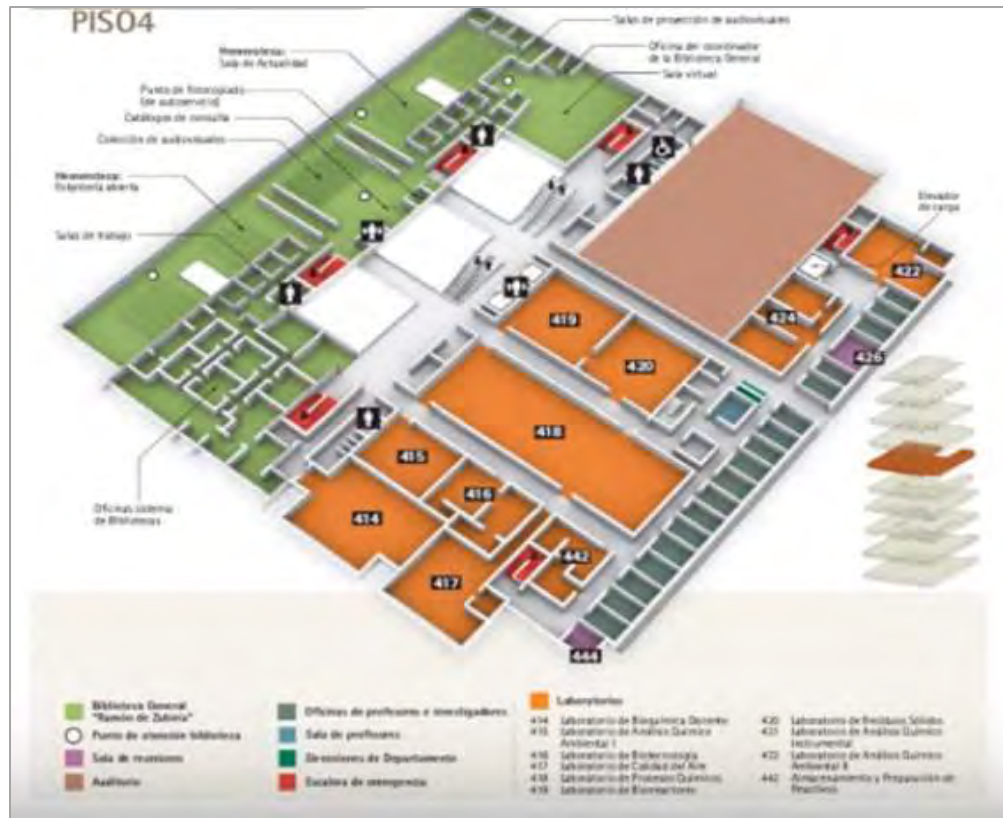 PISO4
Salas de proyección de audiovisuales
Hemeroteca:
Sala de Actualidad
Oficina del coordinador
de la Biblioteca General
Sala virtual
Punto de fotocopiado
(de autoservicio)
Catálogos de consulta
Colección de audiovisuales
Hemeroteca:
Estantería abierta
Salas de trabajo
Elevador
de carga
422
424
426
419
420
418
415
416
414
442
417
444
Oficinas sistema
de Bibliotecas
Biblioteca General
"Ramón de Zubiría"
Punto de atención biblioteca
Sala de reuniones
Auditorio
Oficinas de profesores e investigadores
Sala de profesores
Direcciones de Departamento
Escalera de emergencia
Laboratorios
414 Laboratorio de Bioquímica Docente
415 Laboratorio de Análisis Químico
Ambiental I
416 Laboratorio de Biotecnología
417 Laboratorio de Calidad del Aire
418 Laboratorio de Procesos Químicos
419 Laboratorio de Biorreactores
420 Laboratorio de Residuos Sólidos
421 Laboratorio de Análisis Químico
Instrumental
422 Laboratorio de Análisis Químico
Ambiental II
442 Almacenamiento y Preparación de
Reactivos